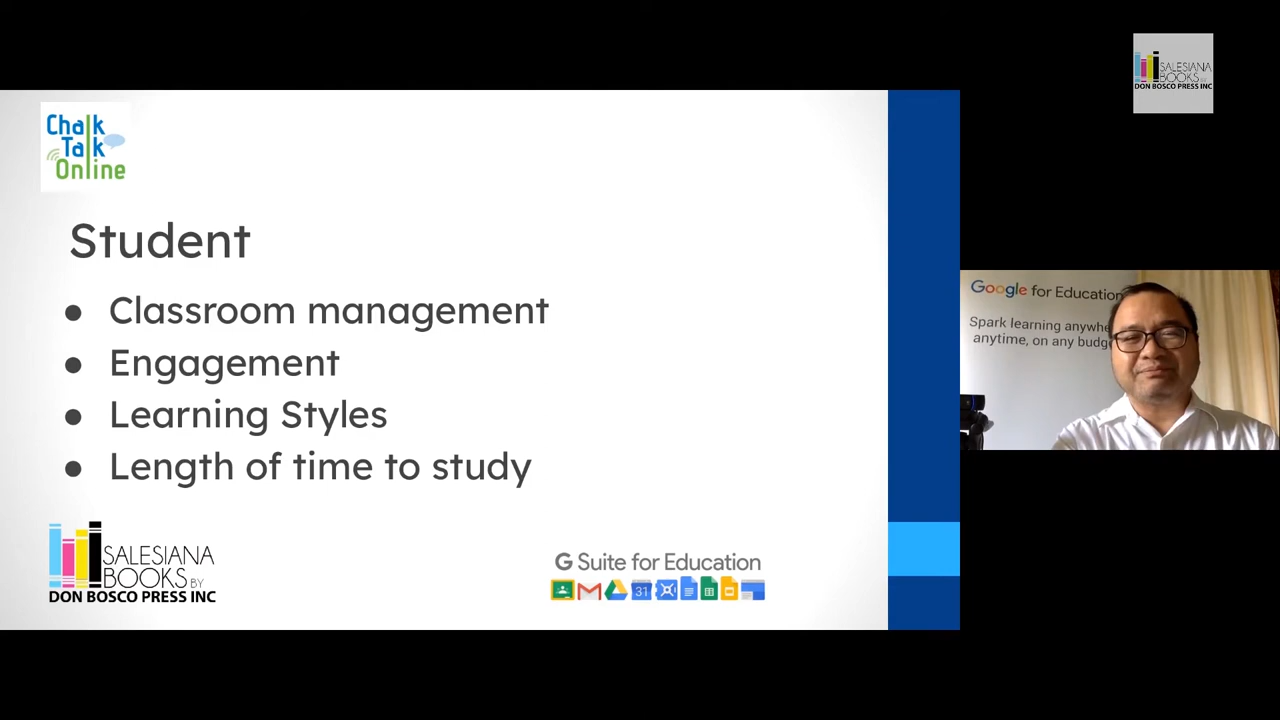 SALESIANA
BOOKS BY
DON BOSCO PRESS INC
Chalk
Talk
Online
Student
● Classroom management
● Engagement
● Learning Styles
● Length of time to study
SALESIANA
BOOKS BY
DON BOSCO PRESS INC
G Suite for Education
31
Google for Education
Spark learning
anytime, on any